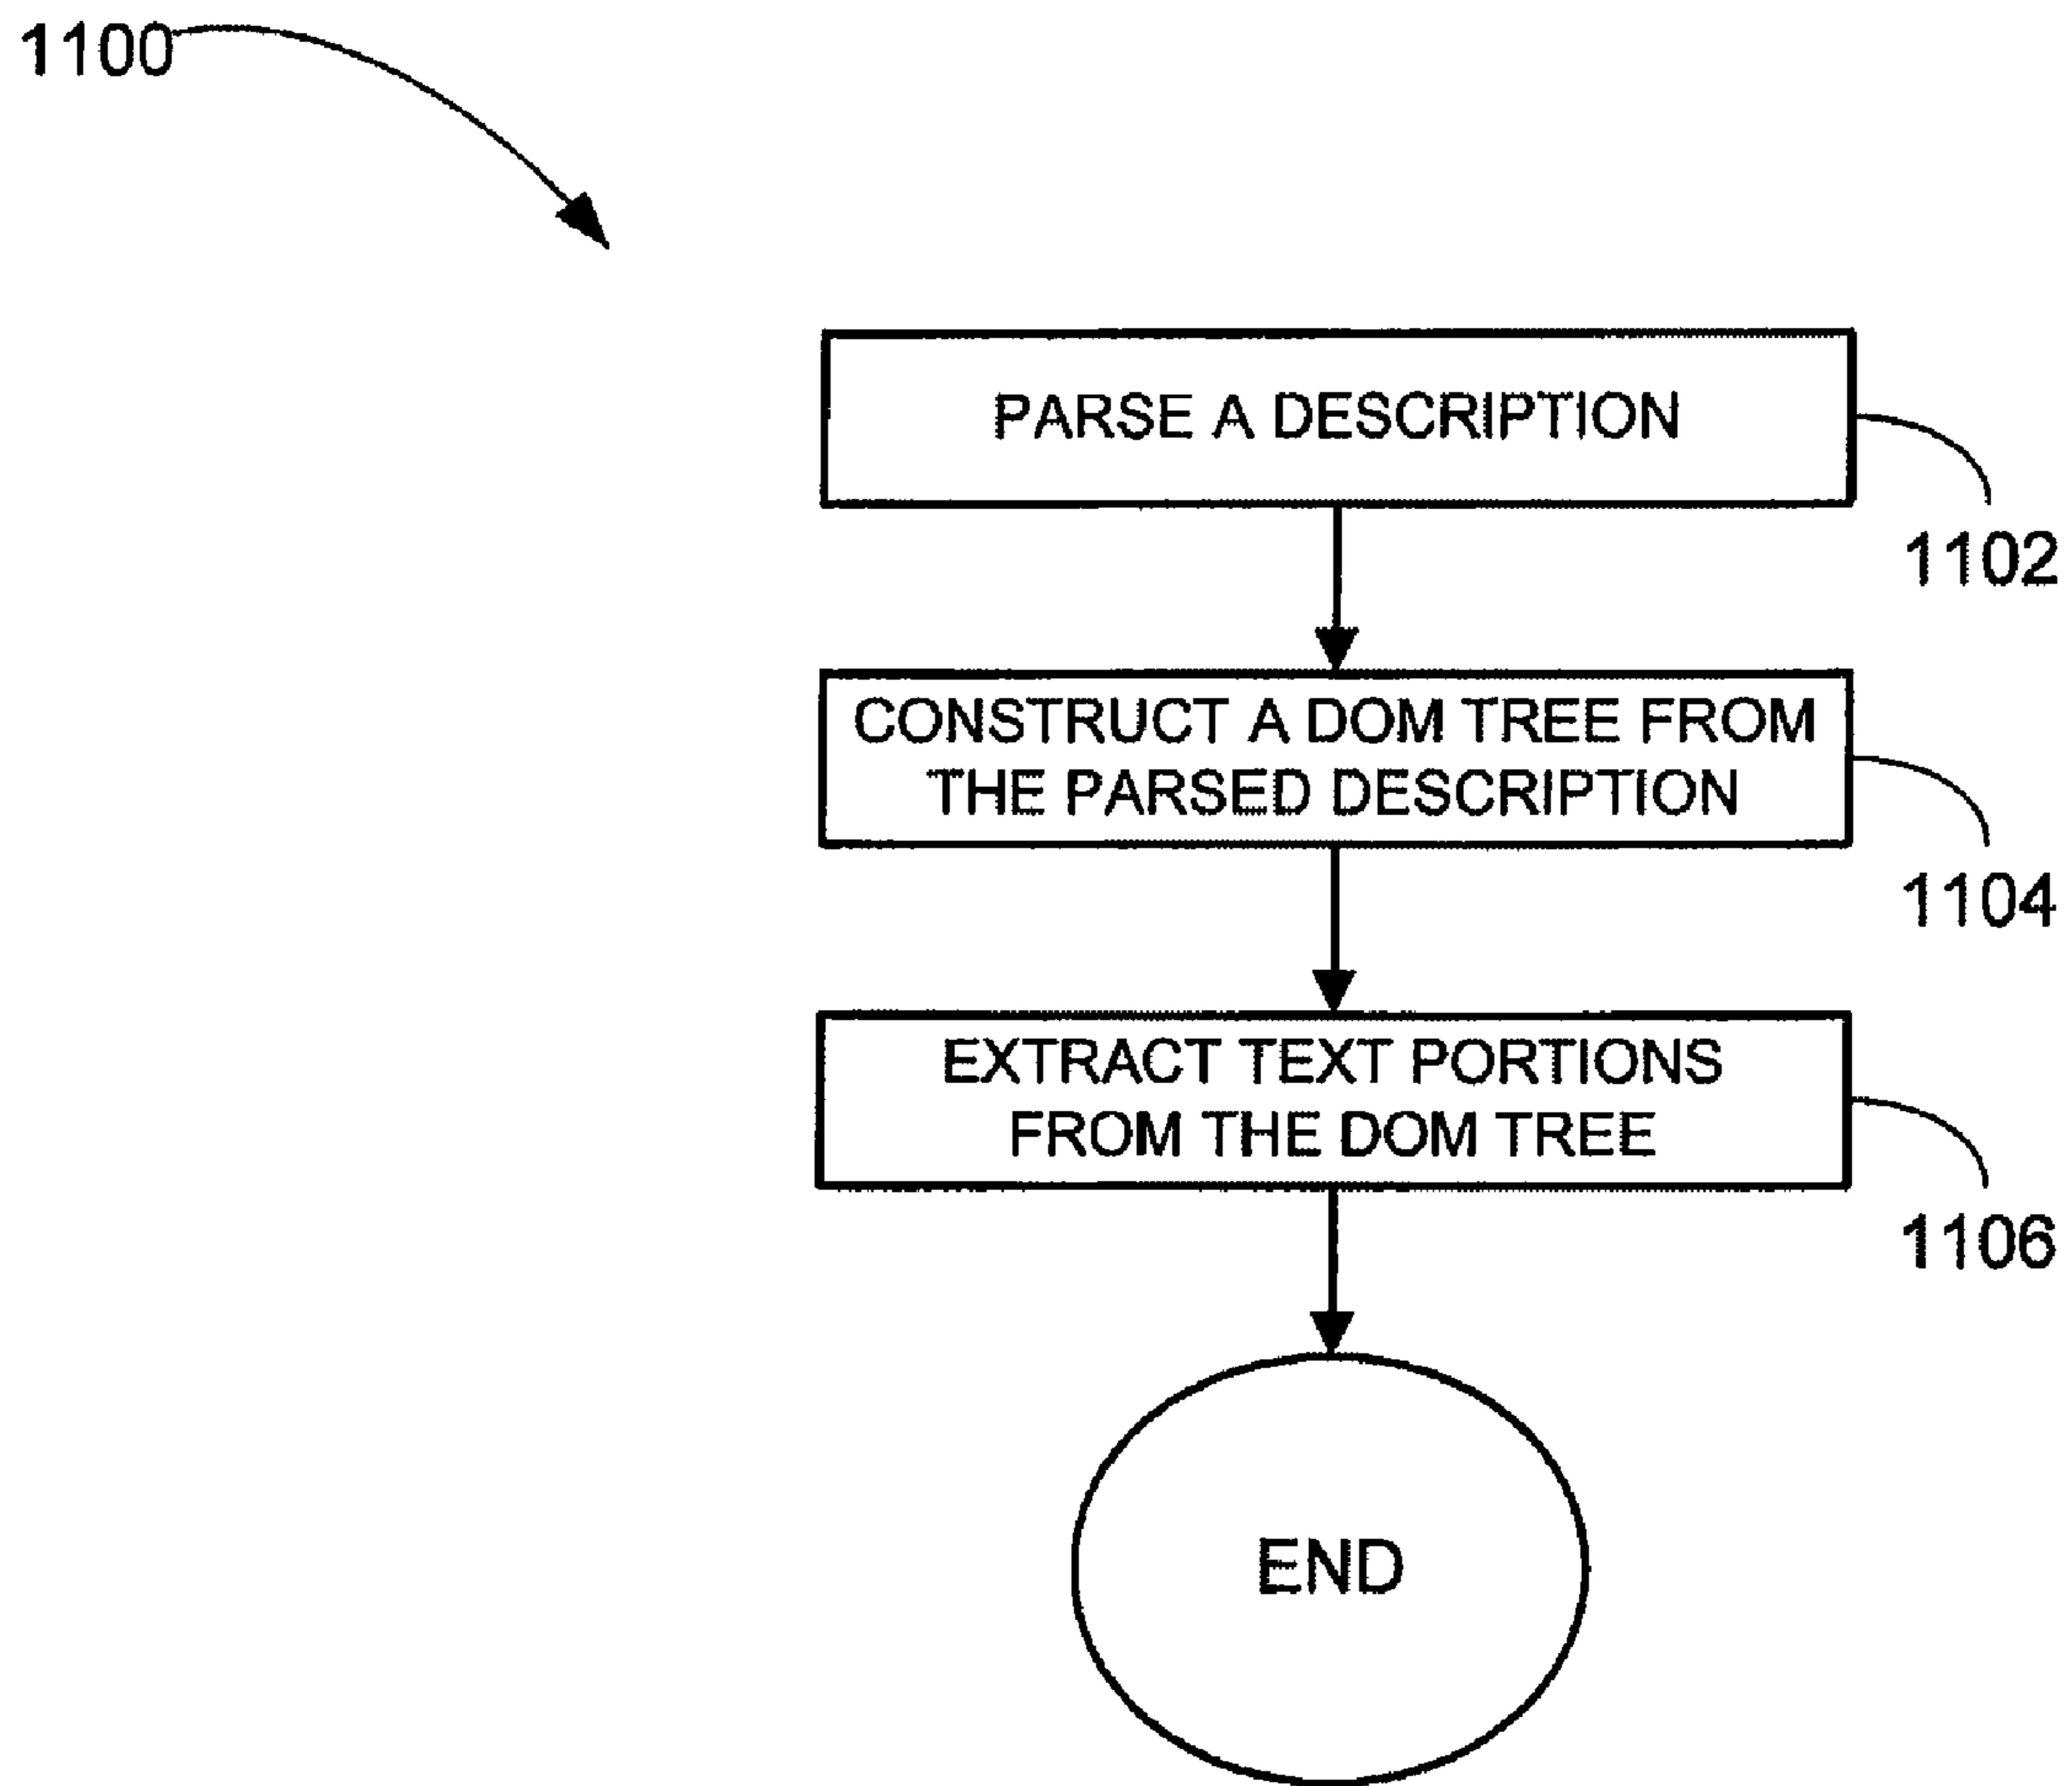 1100
PARSE A DESCRIPTION
1102
CONSTRUCT A DOM TREE FROM
THE PARSED DESCRIPTION
1104
EXTRACT TEXT PORTIONS
FROM THE DOM TREE
1106
END